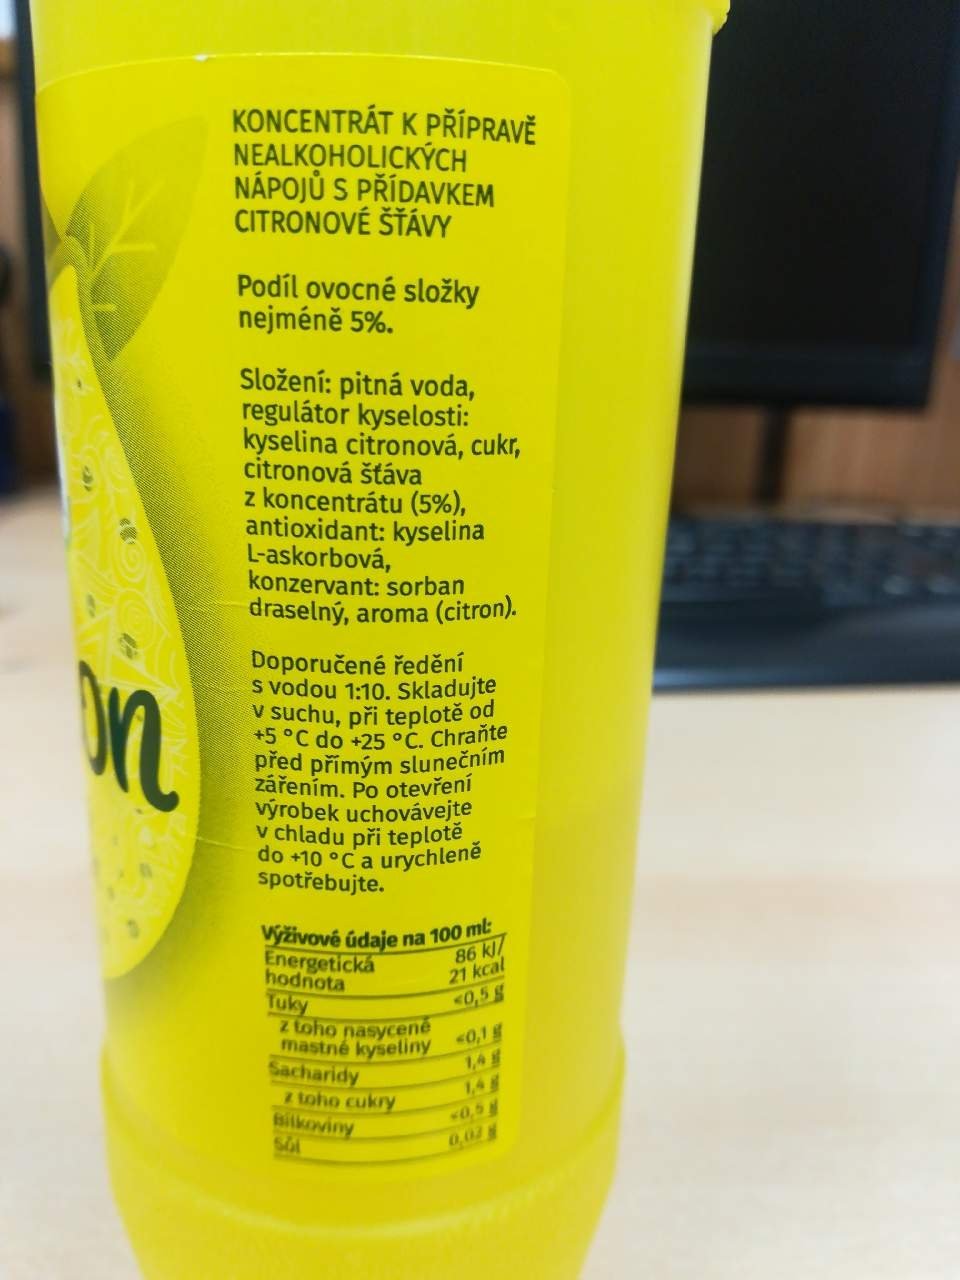 KONCENTRÁT K PŘÍPRAVĚ
NEALKOHOLICKÝCH
NÁPOJŮ S PŘÍDAVKEM
CITRONOVÉ ŠŤÁVY
Podíl ovocné složky
nejméně 5%.
Složení: pitná voda,
regulátor kyselosti:
kyselina citronová, cukr,
citronová šťáva
z koncentrátu (5%),
antioxidant: kyselina
L-askorbová,
konzervant: sorban
draselný, aroma (citron).
Doporučené ředění
s vodou 1:10. Skladujte
v suchu, při teplotě od
+5 °C do +25 °C. Chraňte
před přímým slunečním
zářením. Po otevření
výrobek uchovávejte
v chladu při teplotě
do +10 °C a urychleně
spotřebujte.
Výživové údaje na 100 ml:
Energetická 86 kJ/
hodnota 21 kcal
Tuky <0,5 g
z toho nasycené
mastné kyseliny <0,1 g
Sacharidy 1,4 g
z toho cukry 1,4 g
Bílkoviny <0,5 g
Sůl 0,02 g